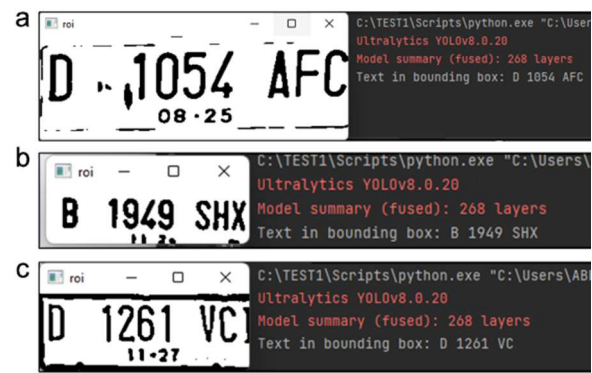 a
roi
D 1054 AFC
08-25
C:\TEST1\Scripts\python.exe "C:\Users
Ultralytics YOLOv8.0.20
Model summary (fused): 268 layers
Text in bounding box: D 1054 AFC
b
roi
B 1949 SHX
C:\TEST1\Scripts\python.exe "C:\Users\
Ultralytics YOLOv8.0.20
Model summary (fused): 268 layers
Text in bounding box: B 1949 SHX
c
roi
D 1261 VC
11-27
C:\TEST1\Scripts\python.exe "C:\Users\AB
Ultralytics YOLOv8.0.20
Model summary (fused): 268 layers
Text in bounding box: D 1261 VC